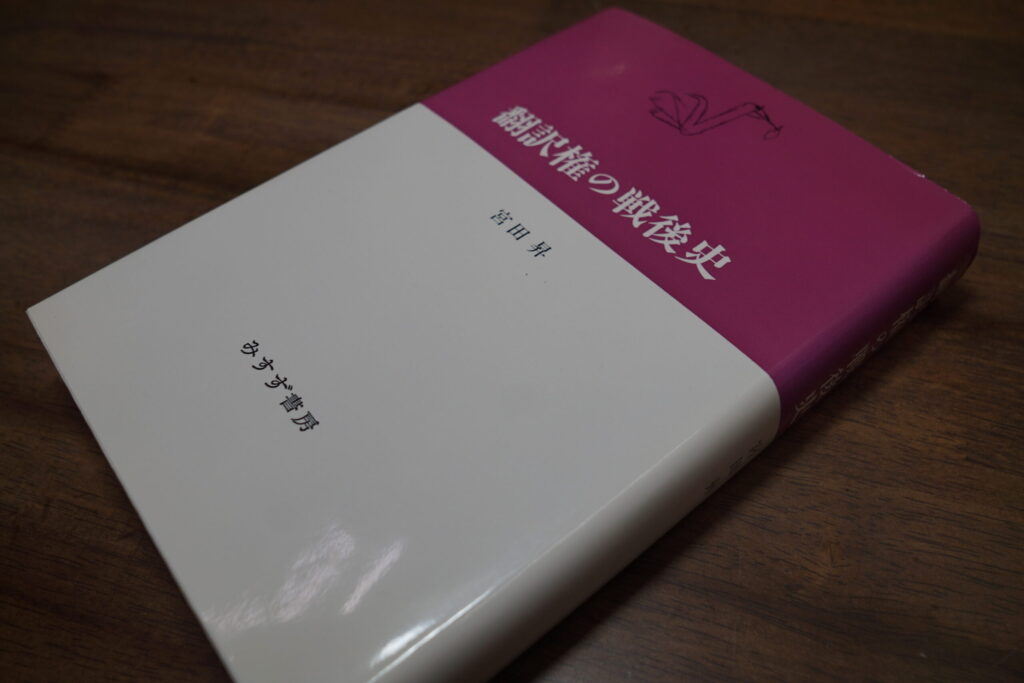 翻訳権の戦後史
宮田昇
みすず書房